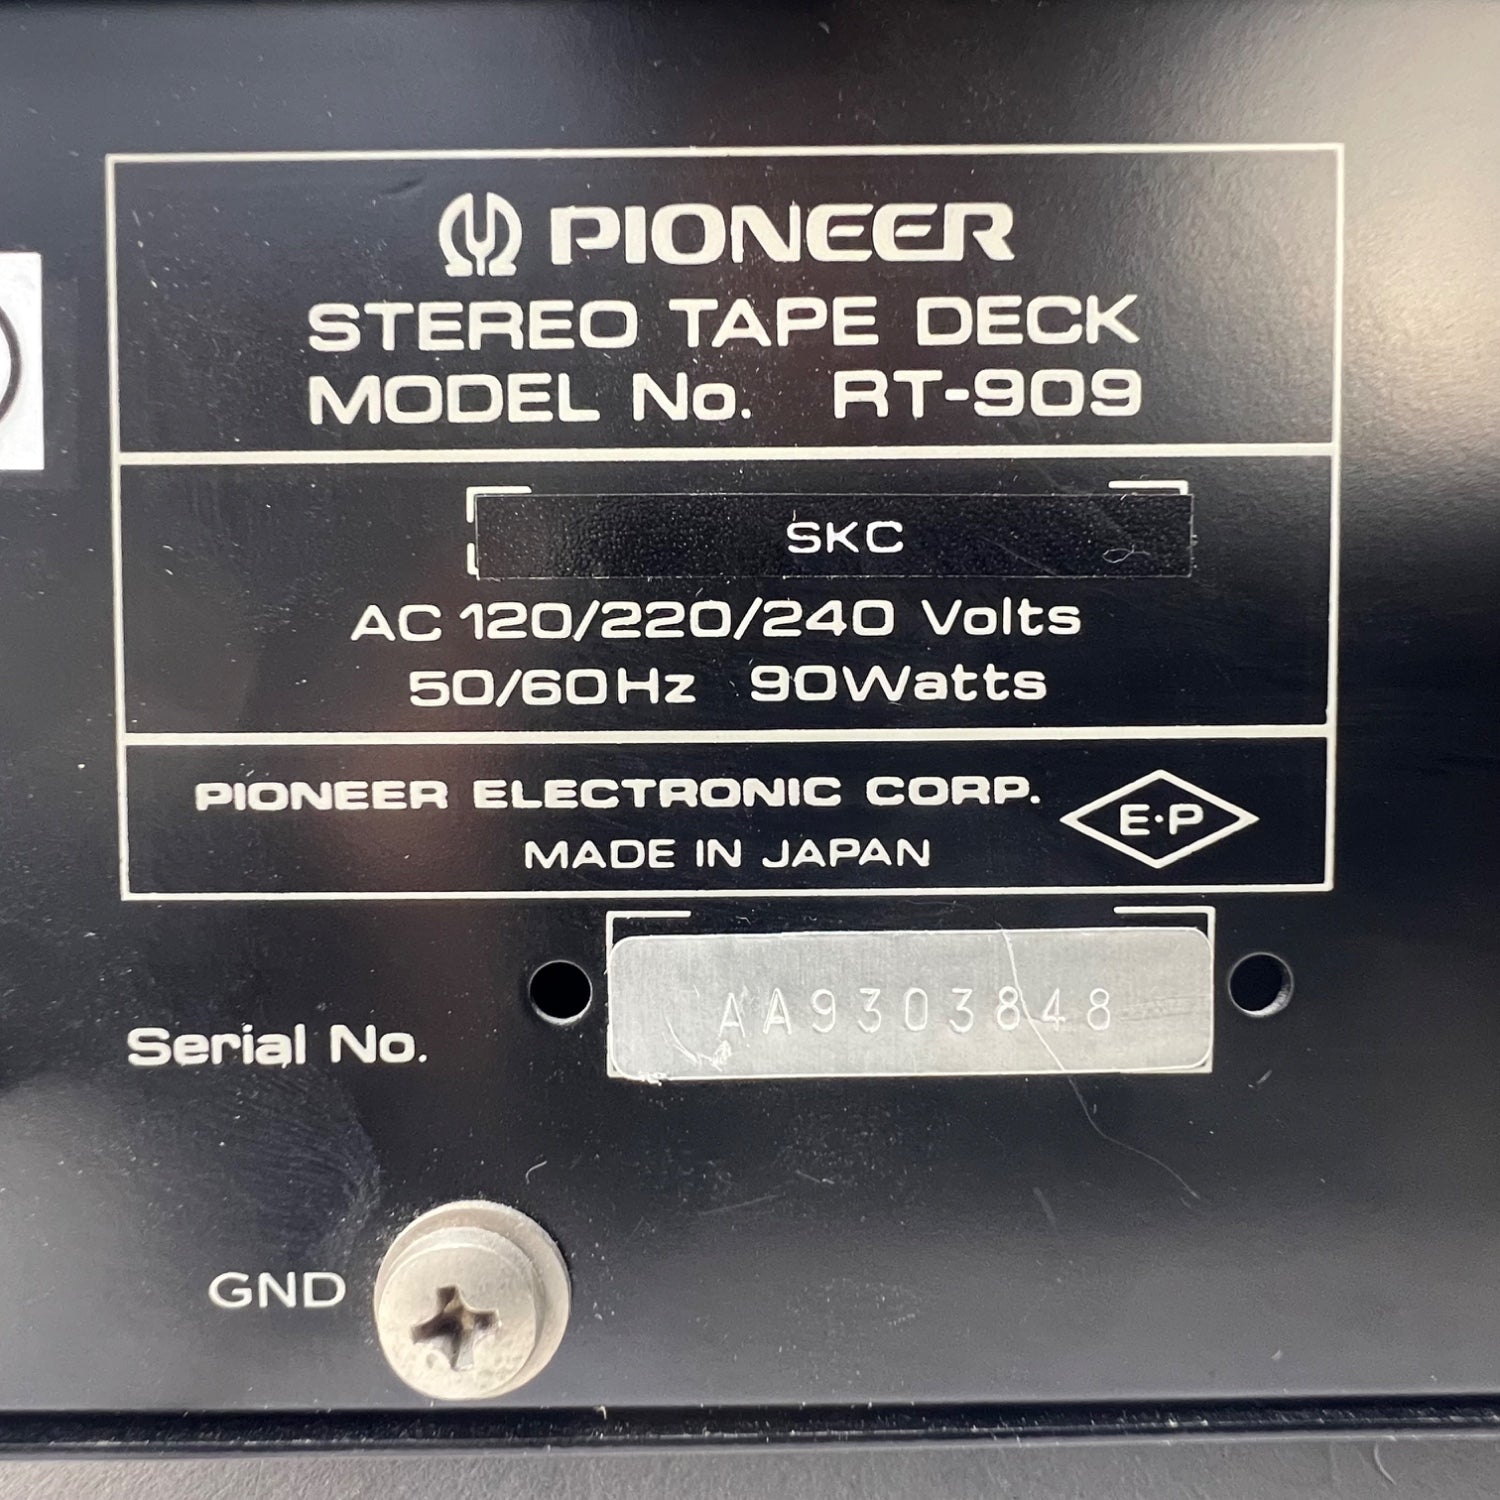 PIONEER
STEREO TAPE DECK
MODEL No. RT-909
SKC
AC 120/220/240 Volts
50/60Hz 90Watts
PIONEER ELECTRONIC CORP.
E·P
MADE IN JAPAN
Serial No. AA9303848
GND